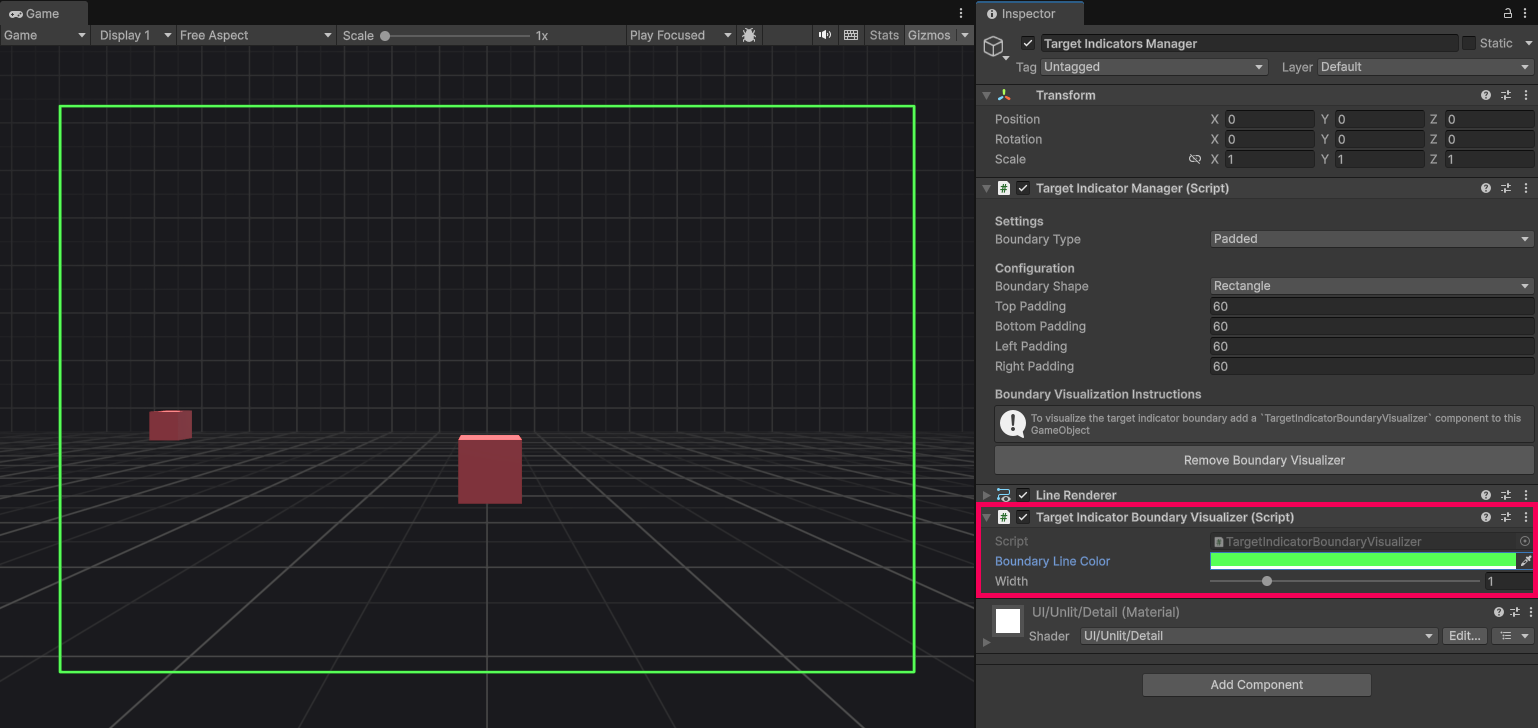 Game
Game Display 1 Free Aspect Scale 1x Play Focused Stats Gizmos
Inspector
Target Indicators Manager Static
Tag Untagged Layer Default
Transform
Position X 0 Y 0 Z 0
Rotation X 0 Y 0 Z 0
Scale X 1 Y 1 Z 1
# Target Indicator Manager (Script)
Settings
Boundary Type Padded
Configuration
Boundary Shape Rectangle
Top Padding 60
Bottom Padding 60
Left Padding 60
Right Padding 60
Boundary Visualization Instructions
To visualize the target indicator boundary add a `TargetIndicatorBoundaryVisualizer` component to this
GameObject
Remove Boundary Visualizer
Line Renderer
# Target Indicator Boundary Visualizer (Script)
Script # TargetIndicatorBoundaryVisualizer
Boundary Line Color
Width 1
UI/Unlit/Detail (Material)
Shader UI/Unlit/Detail Edit...
Add Component